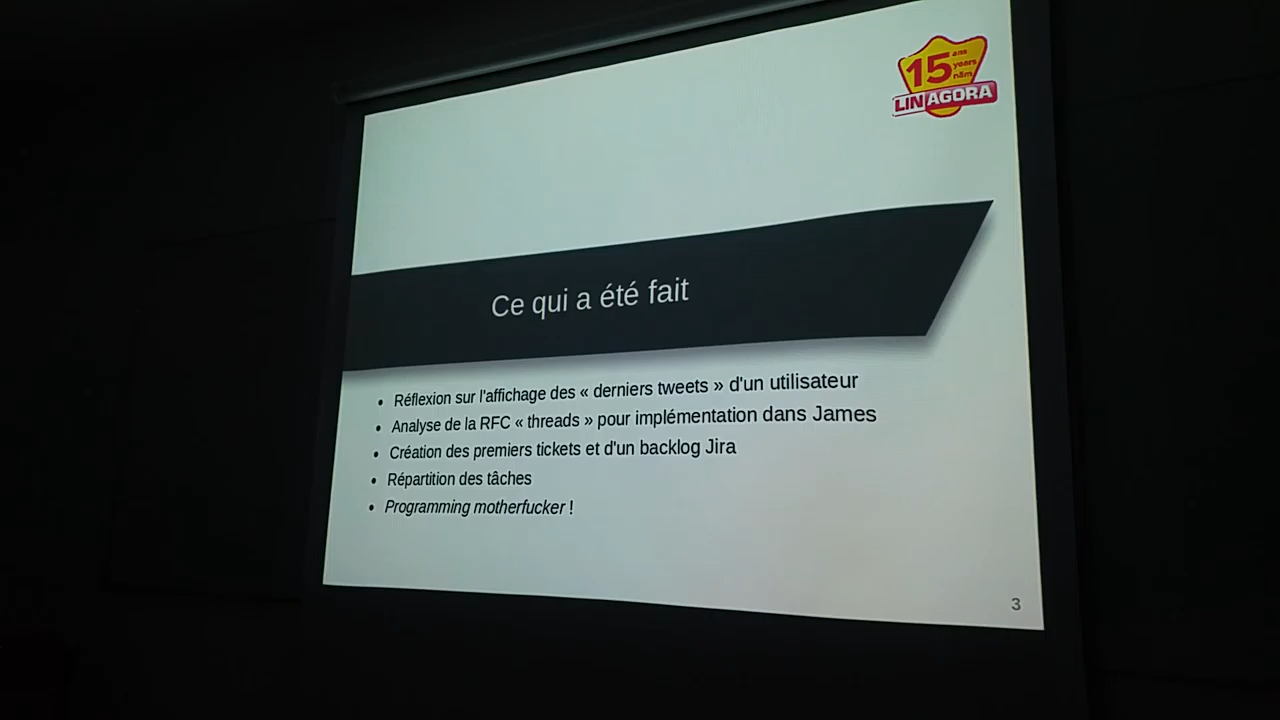 15 ans
years
năm
LINAGORA
Ce qui a été fait
• Réflexion sur l'affichage des « derniers tweets » d'un utilisateur
• Analyse de la RFC « threads » pour implémentation dans James
• Création des premiers tickets et d'un backlog Jira
• Répartition des tâches
• Programming motherfucker !
3